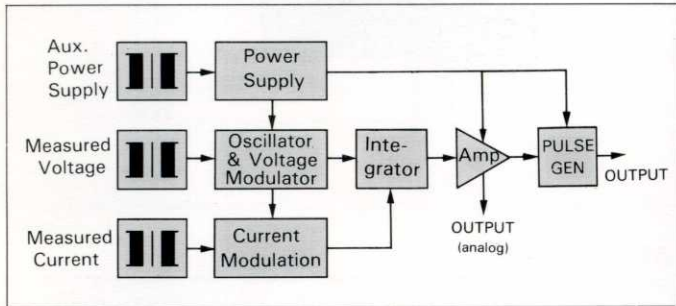 Aux.
Power
Supply
Power
Supply
Measured
Voltage
Oscillator
& Voltage
Modulator
Inte-
grator
Amp
PULSE
GEN
OUTPUT
OUTPUT
(analog)
Measured
Current
Current
Modulation